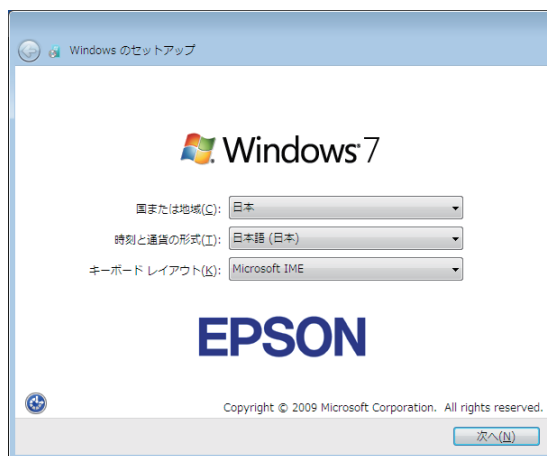 Windows のセットアップ
Windows 7
国または地域(C): 日本
時刻と通貨の形式(T): 日本語 (日本)
キーボード レイアウト(K): Microsoft IME
EPSON
Copyright © 2009 Microsoft Corporation. All rights reserved.
次へ(N)